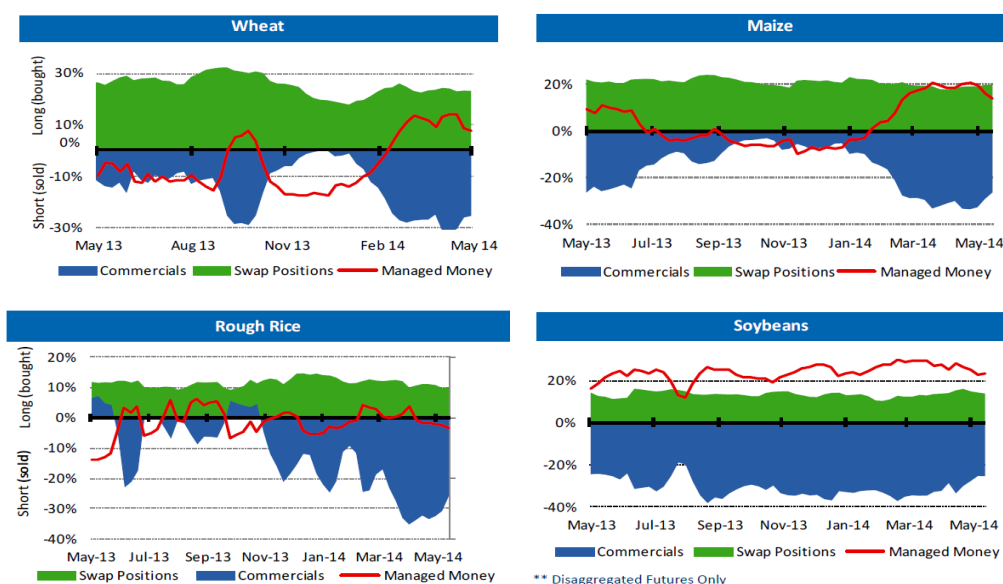 Wheat
Long (bought)
Short (sold)
30%
10%
0%
-10%
-30%
May 13 Aug 13 Nov 13 Feb 14 May 14
Commercials Swap Positions Managed Money
Maize
20%
0%
-20%
-40%
May-13 Jul-13 Sep-13 Nov-13 Jan-14 Mar-14 May-14
Commercials Swap Positions Managed Money
Rough Rice
Long (bought)
Short (sold)
20%
10%
0%
-10%
-20%
-30%
-40%
May-13 Jul-13 Sep-13 Nov-13 Jan-14 Mar-14 May-14
Swap Positions Commercials Managed Money
Soybeans
20%
0%
-20%
-40%
May-13 Jul-13 Sep-13 Nov-13 Jan-14 Mar-14 May-14
Commercials Swap Positions Managed Money
** Disaggregated Futures Only